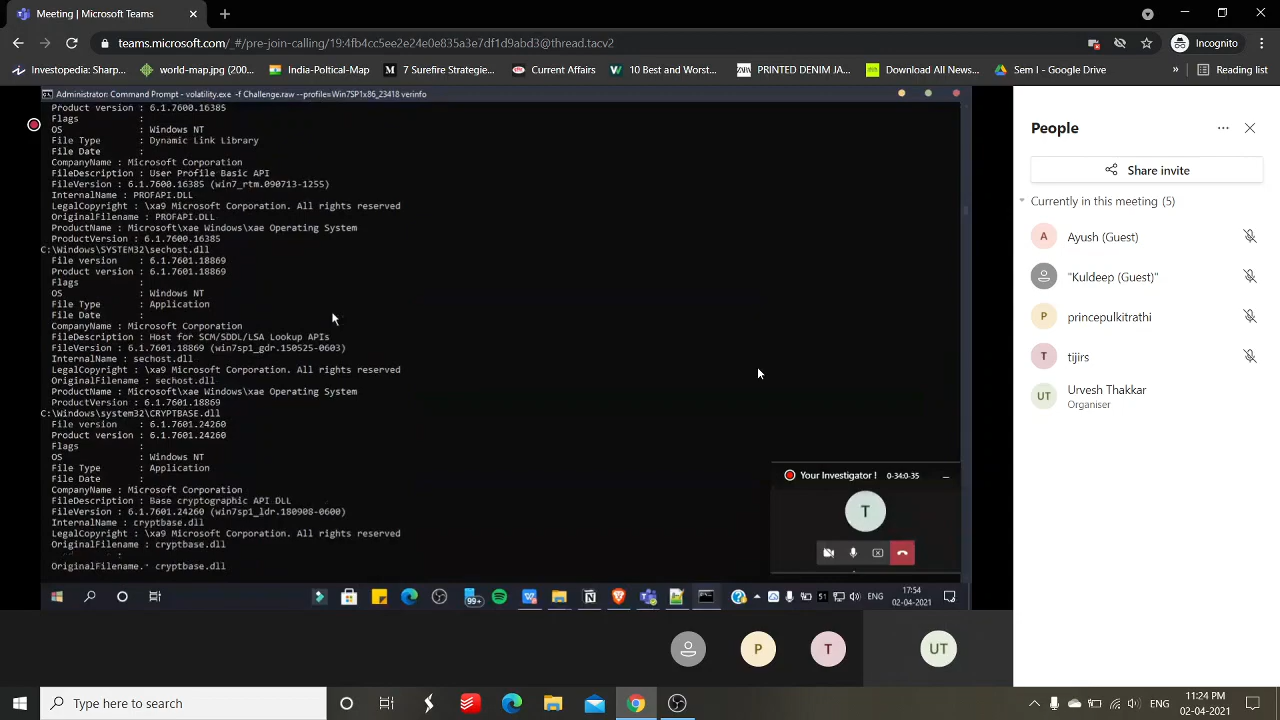 Meeting | Microsoft Teams
teams.microsoft.com/_#/pre-join-calling/19:4fb4cc5ee2e24e0e835a3e7df1d9abd3@thread.tacv2
Incognito
Investopedia: Sharp...
world-map.jpg (200...
India-Poltical-Map
7 Surefire Strategie...
Current Affairs
10 Best and Worst...
PRINTED DENIM JA...
Download All News...
Sem I - Google Drive
»
Reading list
Administrator: Command Prompt - volatility.exe -f Challenge.raw --profile=Win7SP1x86_23418 verinfo
Product version : 6.1.7600.16385
Flags :
OS : Windows NT
File Type : Dynamic Link Library
File Date :
CompanyName : Microsoft Corporation
FileDescription : User Profile Basic API
FileVersion : 6.1.7600.16385 (win7_rtm.090713-1255)
InternalName : PROFAPI.DLL
LegalCopyright : \xa9 Microsoft Corporation. All rights reserved
OriginalFilename : PROFAPI.DLL
ProductName : Microsoft\xae Windows\xae Operating System
ProductVersion : 6.1.7600.16385
C:\Windows\SYSTEM32\sechost.dll
File version : 6.1.7601.18869
Product version : 6.1.7601.18869
Flags :
OS : Windows NT
File Type : Application
File Date :
CompanyName : Microsoft Corporation
FileDescription : Host for SCM/SDDL/LSA Lookup APIs
FileVersion : 6.1.7601.18869 (win7sp1_gdr.150525-0603)
InternalName : sechost.dll
LegalCopyright : \xa9 Microsoft Corporation. All rights reserved
OriginalFilename : sechost.dll
ProductName : Microsoft\xae Windows\xae Operating System
ProductVersion : 6.1.7601.18869
C:\Windows\system32\CRYPTBASE.dll
File version : 6.1.7601.24260
Product version : 6.1.7601.24260
Flags :
OS : Windows NT
File Type : Application
File Date :
CompanyName : Microsoft Corporation
FileDescription : Base cryptographic API DLL
FileVersion : 6.1.7601.24260 (win7sp1_ldr.180908-0600)
InternalName : cryptbase.dll
LegalCopyright : \xa9 Microsoft Corporation. All rights reserved
OriginalFilename : cryptbase.dll
OriginalFilename : cryptbase.dll
Your Investigator ! 0-34:0-35
T
99+
51
ENG
17:54
02-04-2021
People
Share invite
Currently in this meeting (5)
A
Ayush (Guest)
"Kuldeep (Guest)"
P
princepulkitrathi
T
tijirs
UT
Urvesh Thakkar
Organiser
P
T
UT
Type here to search
ENG
11:24 PM
02-04-2021